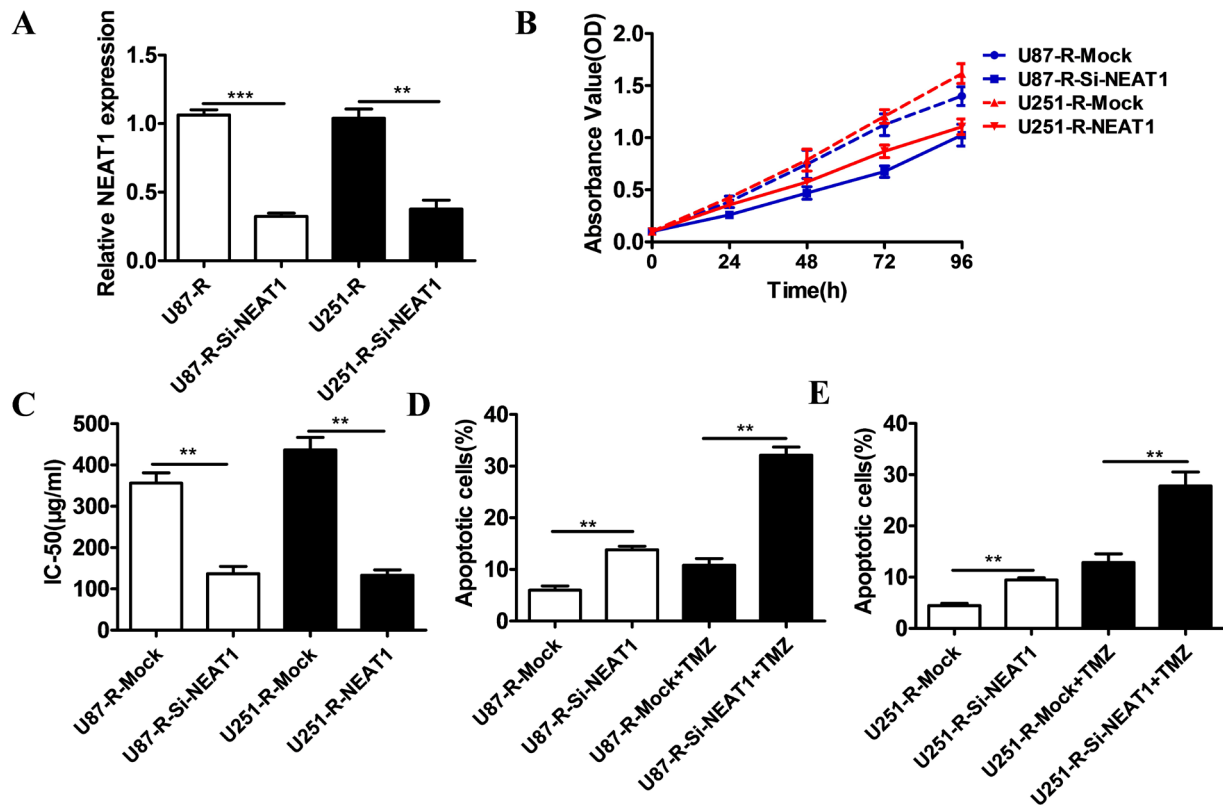 A
Relative NEAT1 expression
1.5
1.0
0.5
0.0
***
**
U87-R
U87-R-Si-NEAT1
U251-R
U251-R-Si-NEAT1
B
Absorbance Value(OD)
2.0
1.5
1.0
0.5
0.0
0 24 48 72 96
Time(h)
U87-R-Mock
U87-R-Si-NEAT1
U251-R-Mock
U251-R-NEAT1
C
IC-50(µg/ml)
500
400
300
200
100
0
**
**
U87-R-Mock
U87-R-Si-NEAT1
U251-R-Mock
U251-R-NEAT1
D
Apoptotic cells(%)
40
30
20
10
0
**
**
U87-R-Mock
U87-R-Si-NEAT1
U87-R-Mock+TMZ
U87-R-Si-NEAT1+TMZ
E
Apoptotic cells(%)
40
30
20
10
0
**
**
U251-R-Mock
U251-R-Si-NEAT1
U251-R-Mock+TMZ
U251-R-Si-NEAT1+TMZ